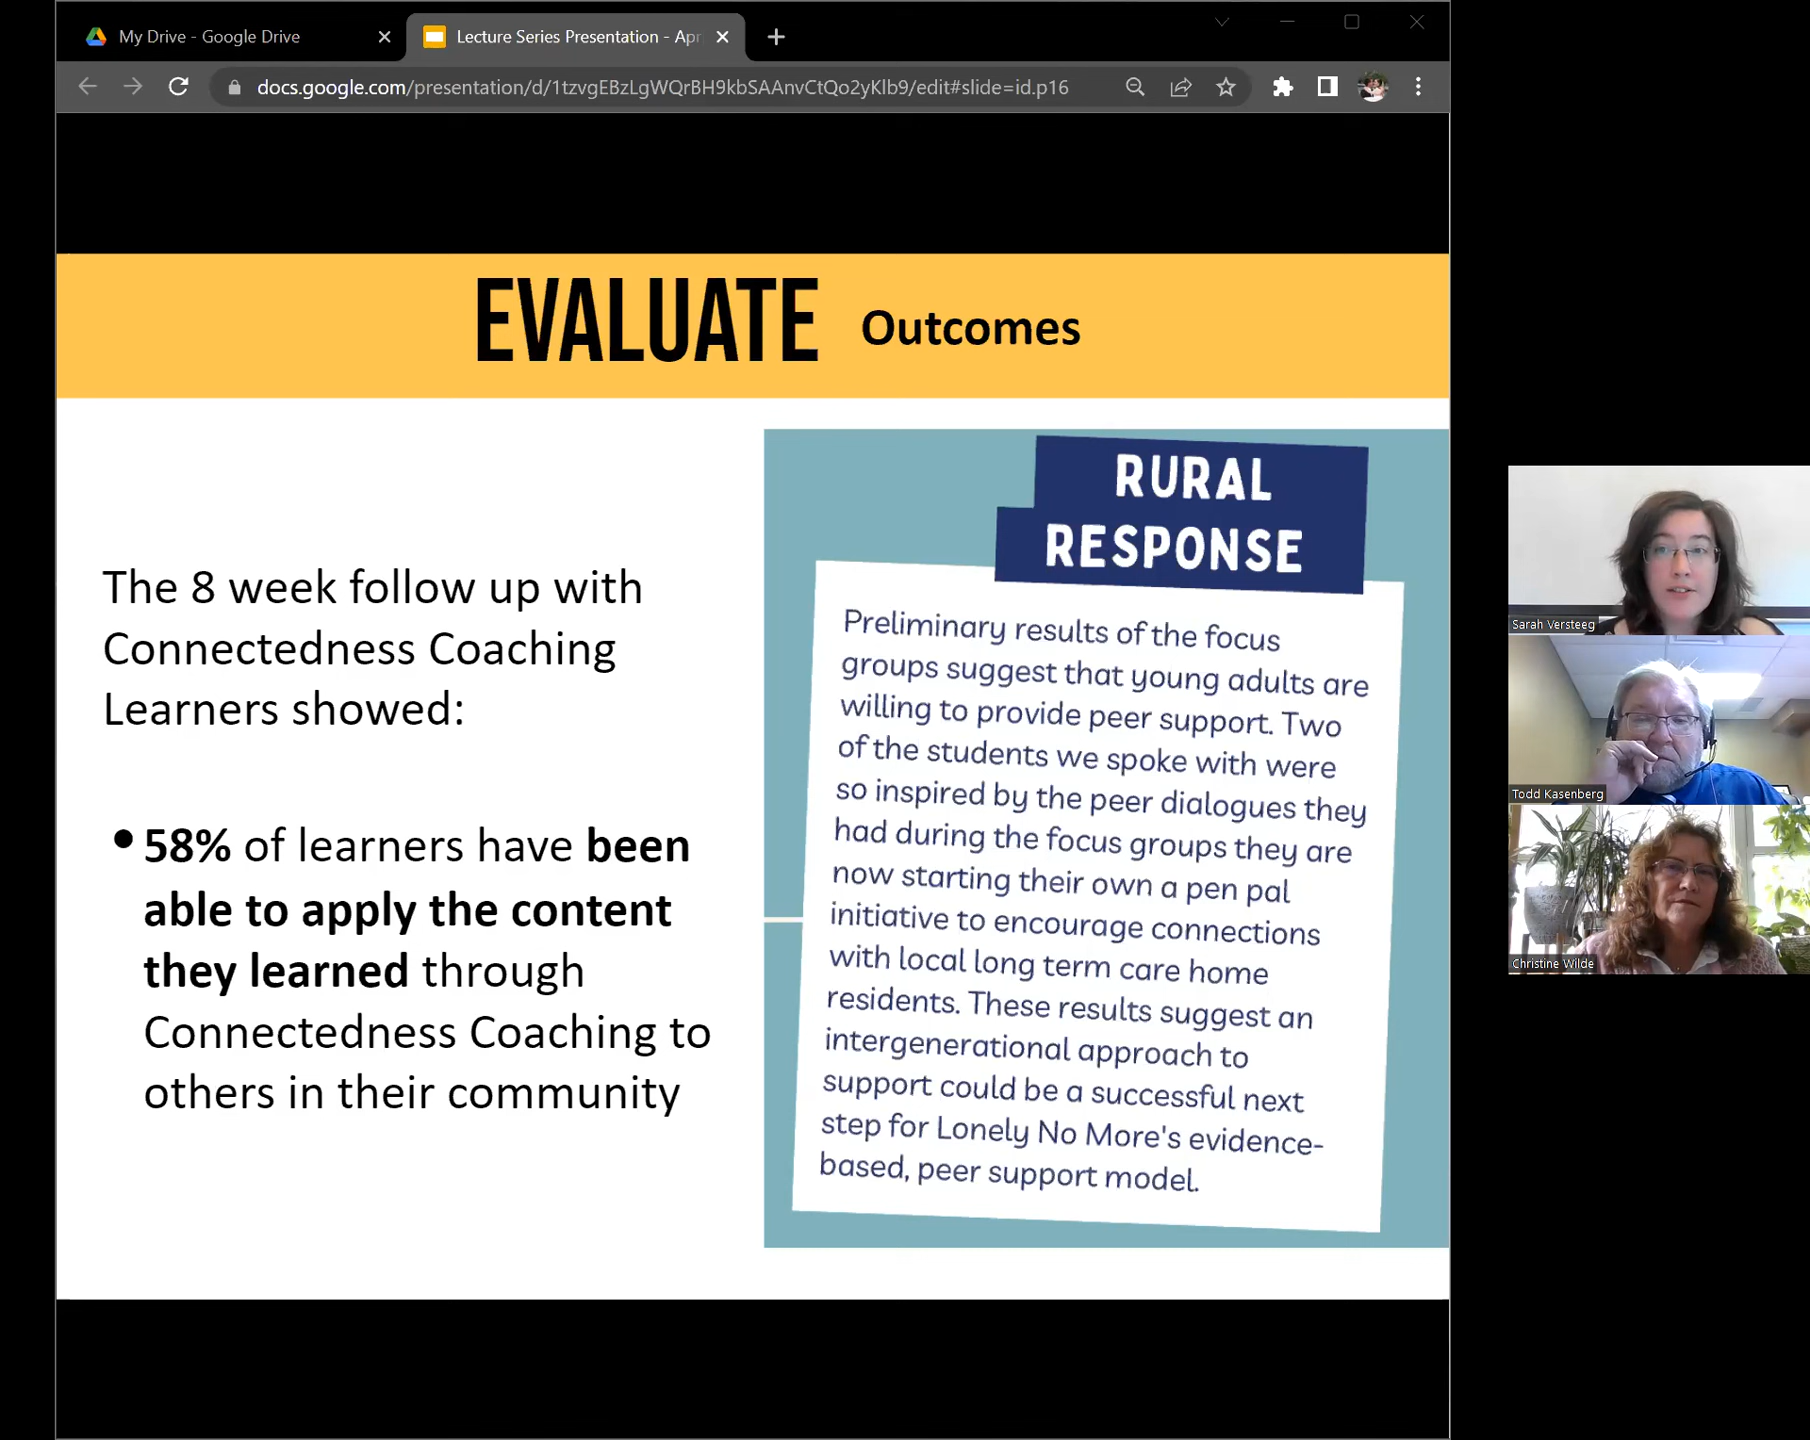 My Drive - Google Drive
Lecture Series Presentation - Apr
docs.google.com/presentation/d/1tzvgEBzLgWQrBH9kbSAAnvCtQo2yKlb9/edit#slide=id.p16
EVALUATE Outcomes
The 8 week follow up with
Connectedness Coaching
Learners showed:
• 58% of learners have been
able to apply the content
they learned through
Connectedness Coaching to
others in their community
RURAL
RESPONSE
Preliminary results of the focus
groups suggest that young adults are
willing to provide peer support. Two
of the students we spoke with were
so inspired by the peer dialogues they
had during the focus groups they are
now starting their own a pen pal
initiative to encourage connections
with local long term care home
residents. These results suggest an
intergenerational approach to
support could be a successful next
step for Lonely No More's evidence-
based, peer support model.
Sarah Versteeg
Todd Kasenberg
Christine Wilde